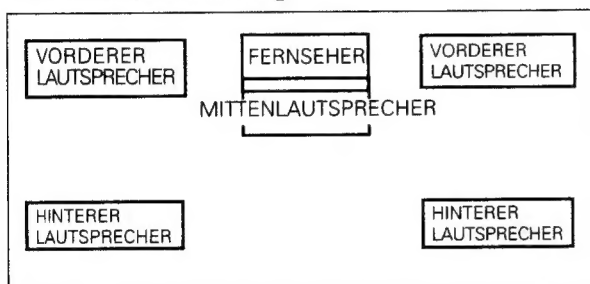 VORDERER
LAUTSPRECHER
FERNSEHER
VORDERER
LAUTSPRECHER
MITTENLAUTSPRECHER
HINTERER
LAUTSPRECHER
HINTERER
LAUTSPRECHER